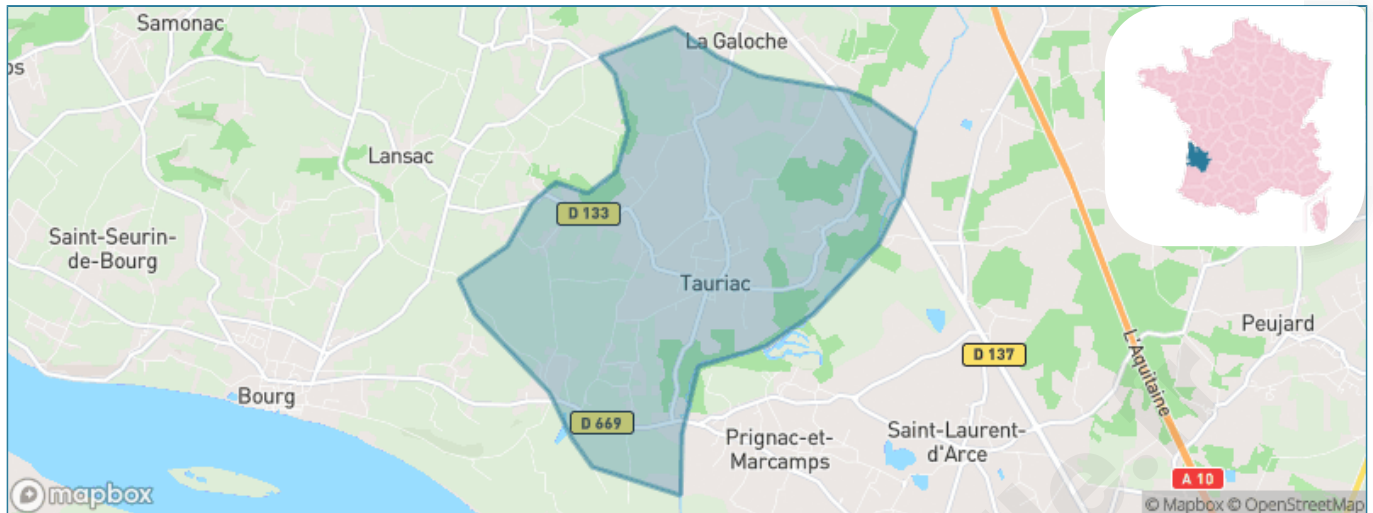 Samonac
La Galoche
os
Lansac
D 133
Saint-Seurin-
de-Bourg
Tauriac
Peujard
D 137
L'Aquitaine
Bourg
D 669
Prignac-et-
Marcamps
Saint-Laurent-
d'Arce
A 10
mapbox
© Mapbox © OpenStreetMap